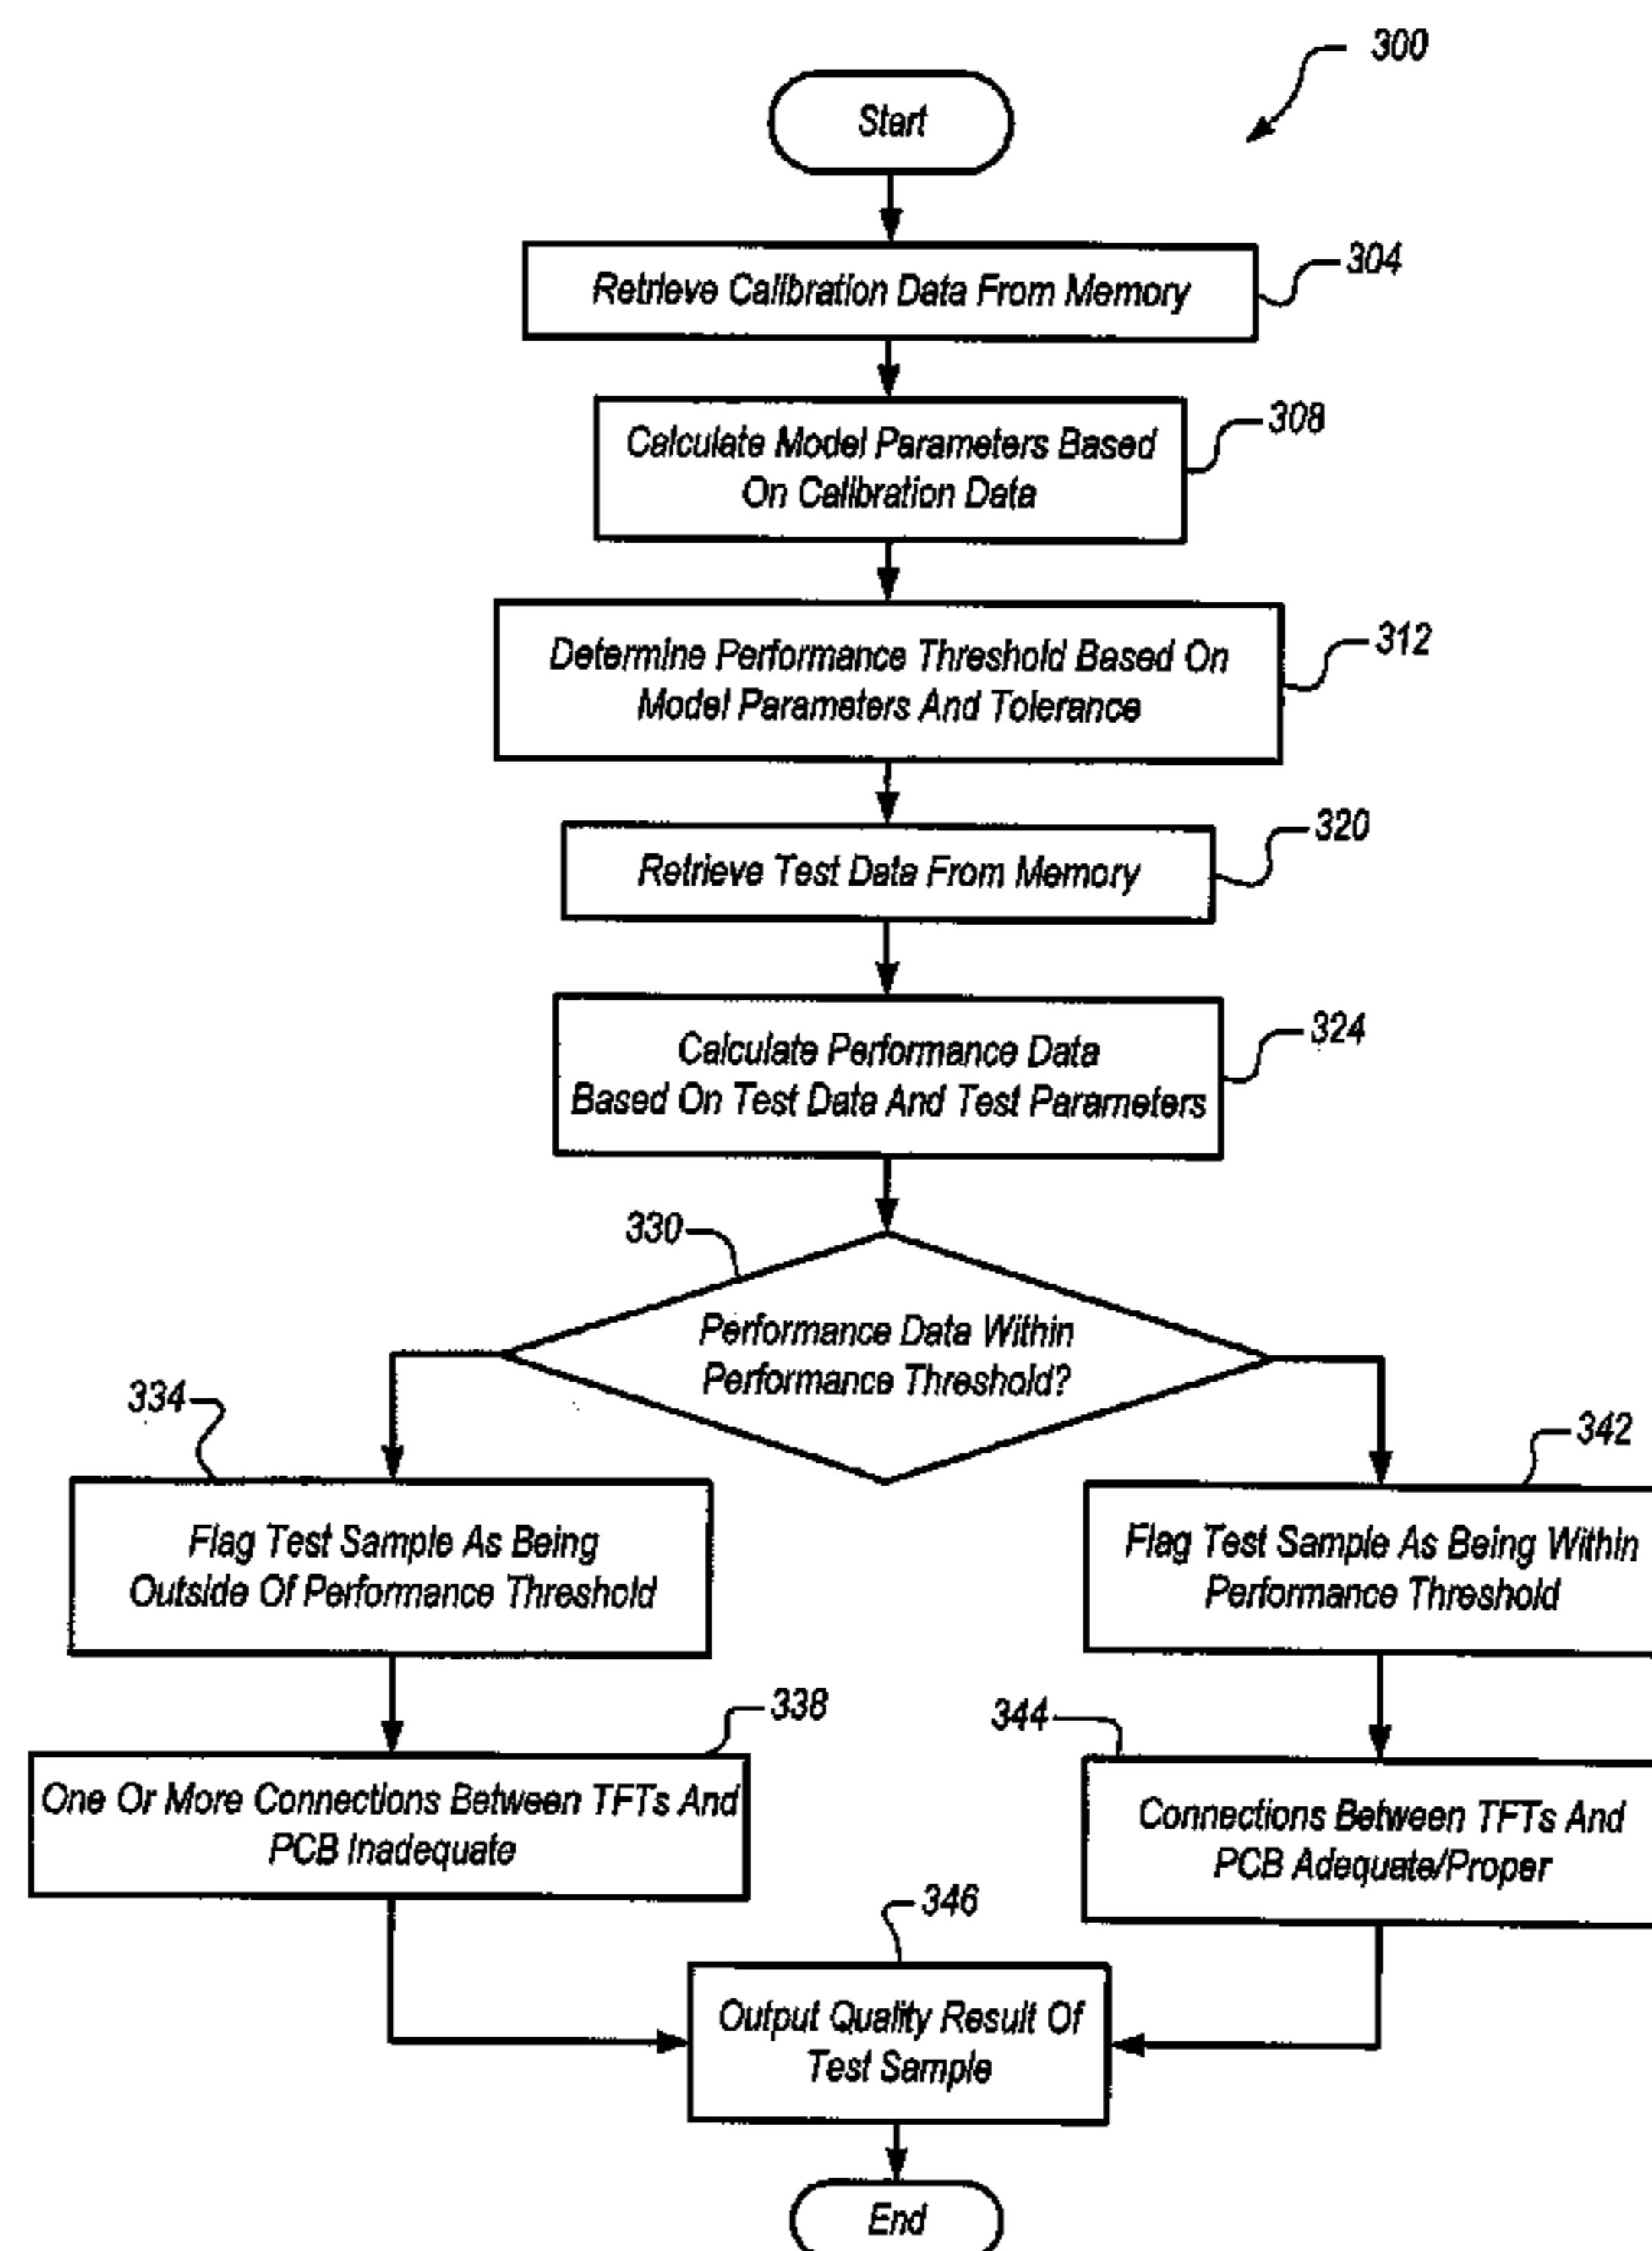 300
Start
304
Retrieve Calibration Data From Memory
308
Calculate Model Parameters Based
On Calibration Data
312
Determine Performance Threshold Based On
Model Parameters And Tolerance
320
Retrieve Test Data From Memory
324
Calculate Performance Data
Based On Test Data And Test Parameters
330
Performance Data Within
Performance Threshold?
334
Flag Test Sample As Being
Outside Of Performance Threshold
342
Flag Test Sample As Being Within
Performance Threshold
338
One Or More Connections Between TFTs And
PCB Inadequate
344
Connections Between TFTs And
PCB Adequate/Proper
346
Output Quality Result Of
Test Sample
End